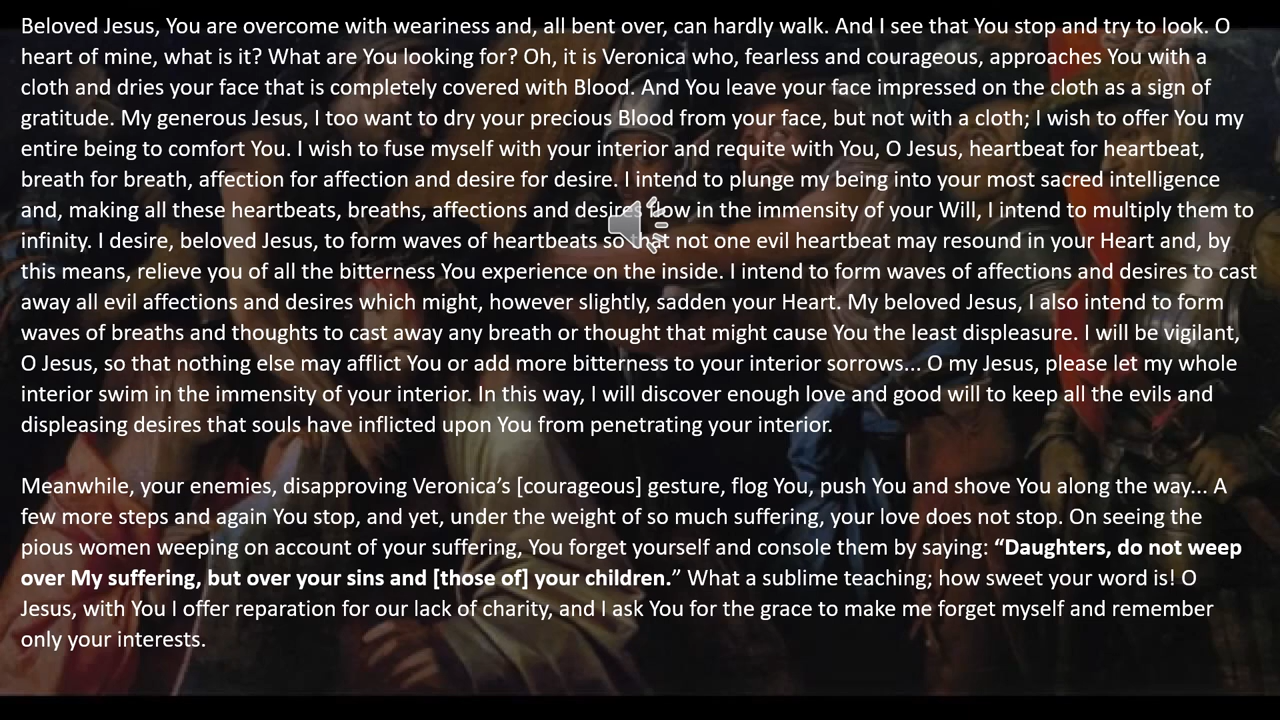 Beloved Jesus, You are overcome with weariness and, all bent over, can hardly walk. And I see that You stop and try to look. O
heart of mine, what is it? What are You looking for? Oh, it is Veronica who, fearless and courageous, approaches You with a
cloth and dries your face that is completely covered with Blood. And You leave your face impressed on the cloth as a sign of
gratitude. My generous Jesus, I too want to dry your precious Blood from your face, but not with a cloth; I wish to offer You my
entire being to comfort You. I wish to fuse myself with your interior and requite with You, O Jesus, heartbeat for heartbeat,
breath for breath, affection for affection and desire for desire. I intend to plunge my being into your most sacred intelligence
and, making all these heartbeats, breaths, affections and desires flow in the immensity of your Will, I intend to multiply them to
infinity. I desire, beloved Jesus, to form waves of heartbeats so that not one evil heartbeat may resound in your Heart and, by
this means, relieve you of all the bitterness You experience on the inside. I intend to form waves of affections and desires to cast
away all evil affections and desires which might, however slightly, sadden your Heart. My beloved Jesus, I also intend to form
waves of breaths and thoughts to cast away any breath or thought that might cause You the least displeasure. I will be vigilant,
O Jesus, so that nothing else may afflict You or add more bitterness to your interior sorrows... O my Jesus, please let my whole
interior swim in the immensity of your interior. In this way, I will discover enough love and good will to keep all the evils and
displeasing desires that souls have inflicted upon You from penetrating your interior.
Meanwhile, your enemies, disapproving Veronica’s [courageous] gesture, flog You, push You and shove You along the way... A
few more steps and again You stop, and yet, under the weight of so much suffering, your love does not stop. On seeing the
pious women weeping on account of your suffering, You forget yourself and console them by saying: “Daughters, do not weep
over My suffering, but over your sins and [those of] your children.” What a sublime teaching; how sweet your word is! O
Jesus, with You I offer reparation for our lack of charity, and I ask You for the grace to make me forget myself and remember
only your interests.